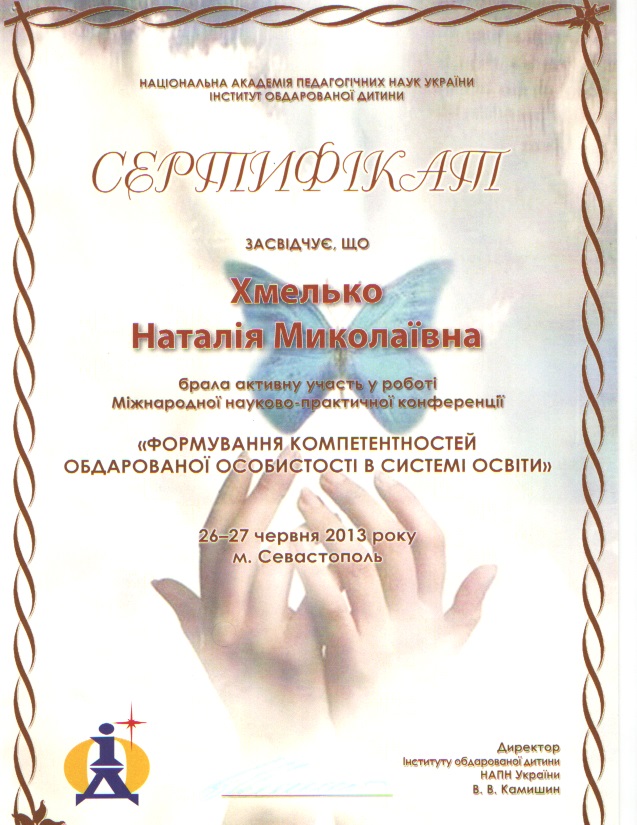 НАЦІОНАЛЬНА АКАДЕМІЯ ПЕДАГОГІЧНИХ НАУК УКРАЇНИ
ІНСТИТУТ ОБДАРОВАНОЇ ДИТИНИ
СЕРТИФІКАТ
ЗАСВІДЧУЄ, ЩО
Хмелько
Наталія Миколаївна
брала активну участь у роботі
Міжнародної науково-практичної конференції
«ФОРМУВАННЯ КОМПЕТЕНТНОСТЕЙ
ОБДАРОВАНОЇ ОСОБИСТОСТІ В СИСТЕМІ ОСВІТИ»
26–27 червня 2013 року
м. Севастополь
Директор
Інституту обдарованої дитини
НАПН України
В. В. Камишин